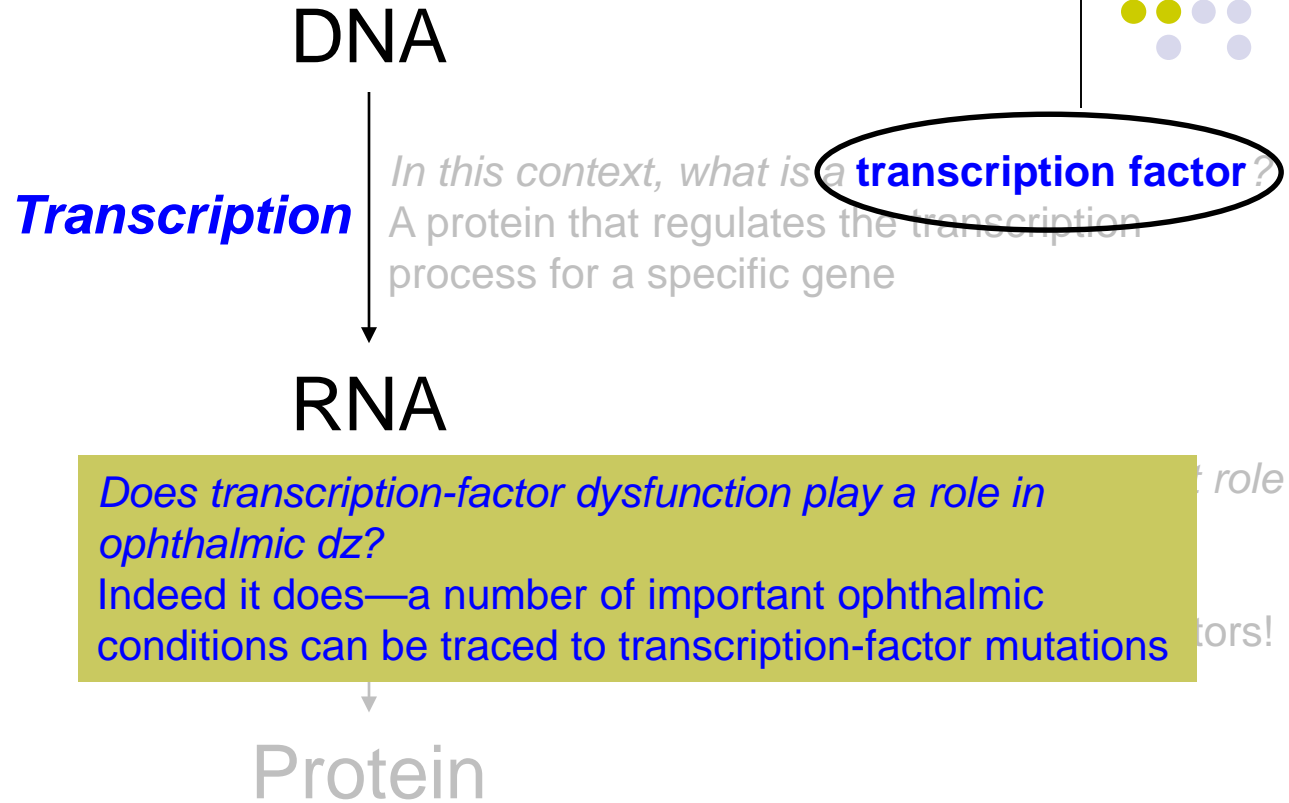 DNA
In this context, what is a transcription factor?
Transcription
A protein that regulates the transcription
process for a specific gene
RNA
role
Does transcription-factor dysfunction play a role in
ophthalmic dz?
Indeed it does—a number of important ophthalmic
conditions can be traced to transcription-factor mutations
tors!
Protein